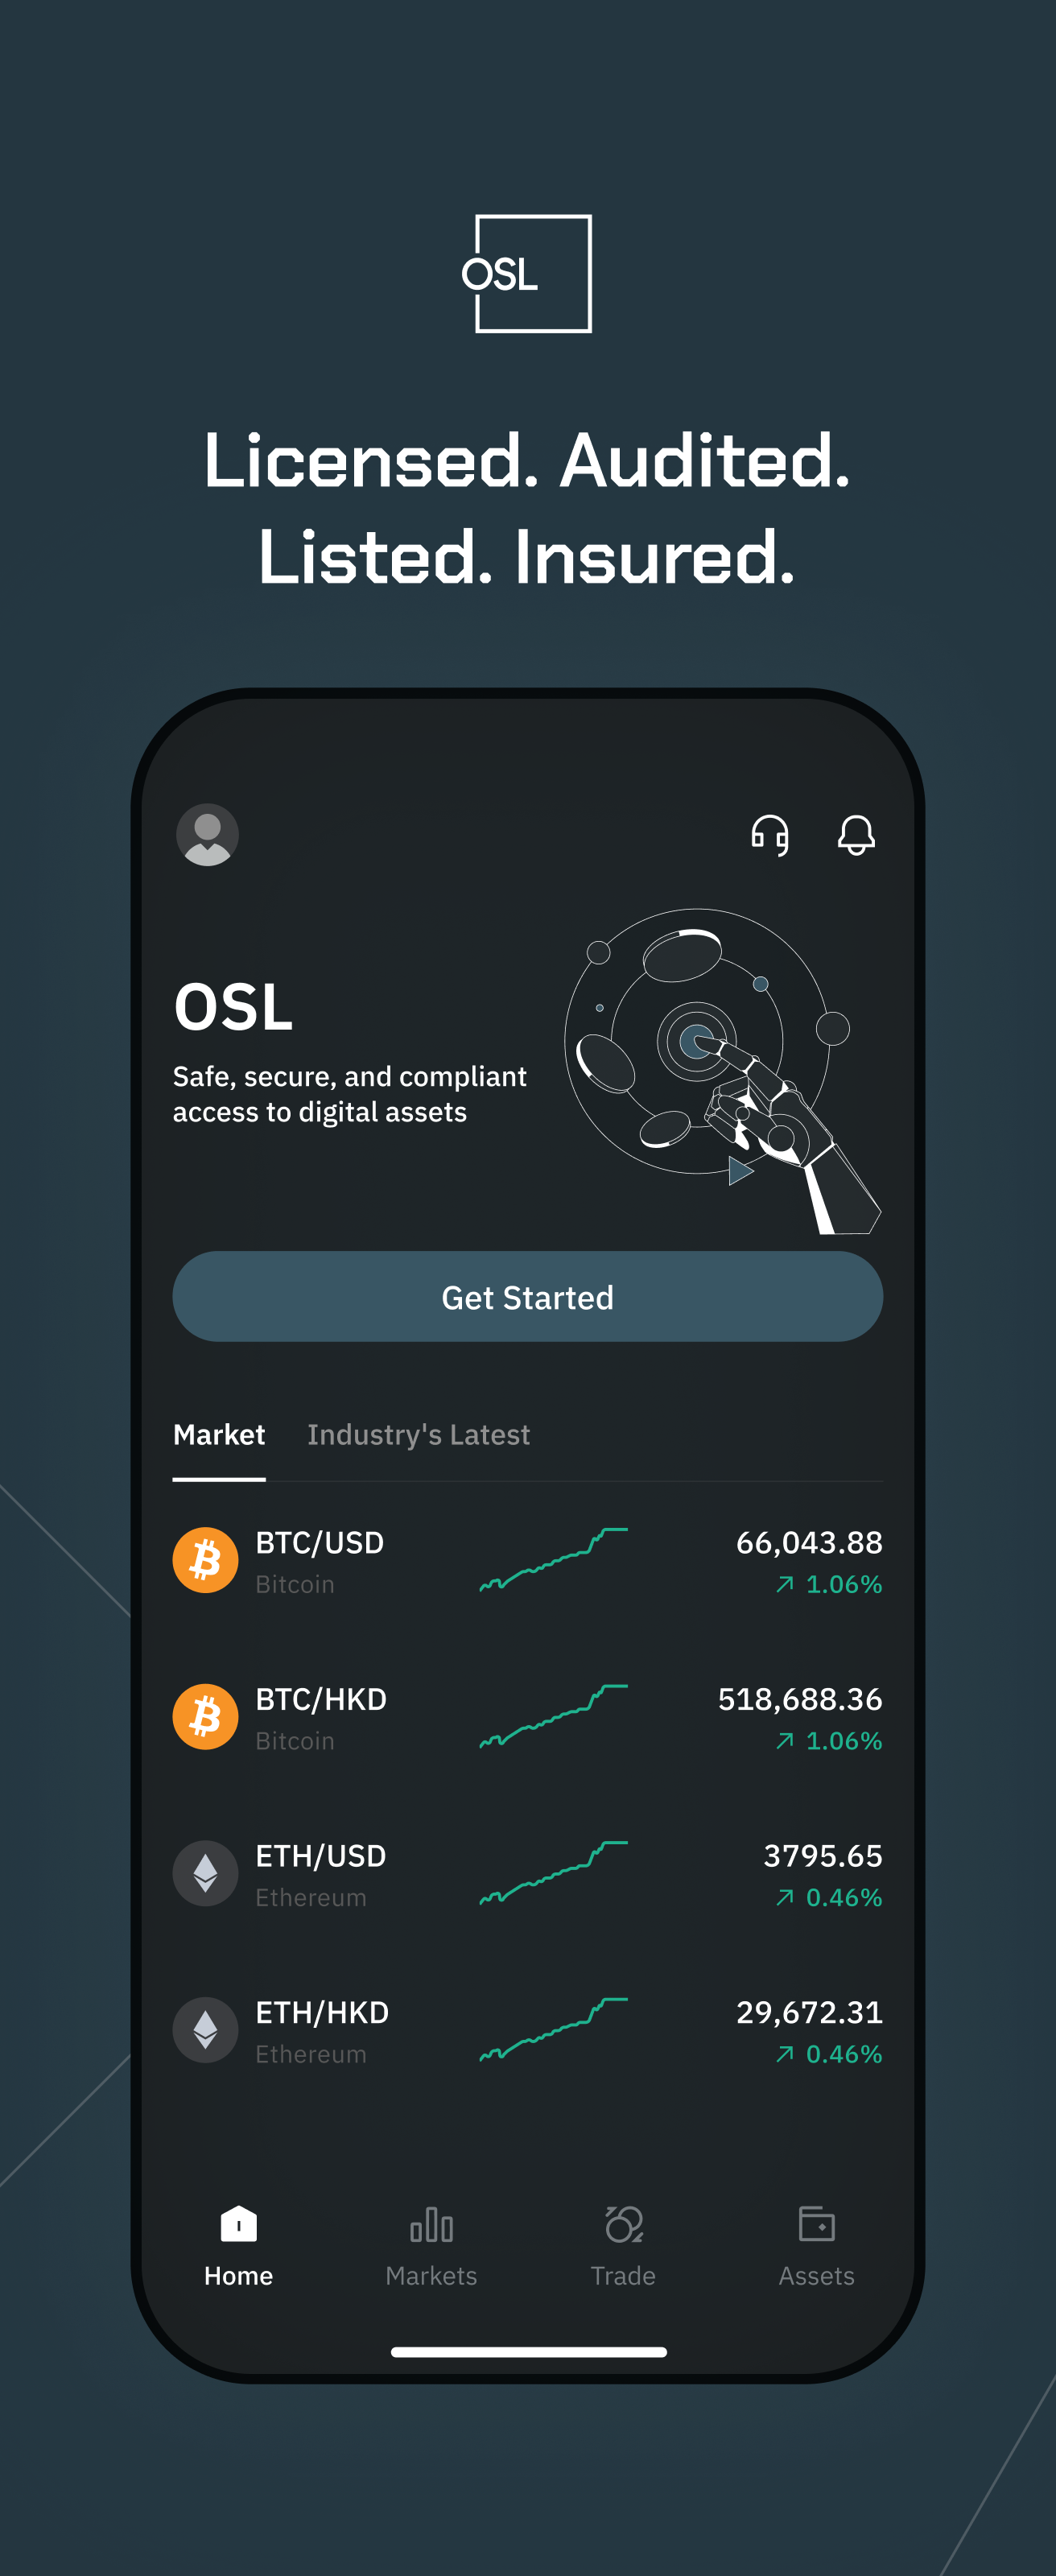 OSL
Licensed. Audited.
Listed. Insured.
OSL
Safe, secure, and compliant
access to digital assets
Get Started
Market Industry's Latest
BTC/USD 66,043.88
Bitcoin 1.06%
BTC/HKD 518,688.36
Bitcoin 1.06%
ETH/USD 3795.65
Ethereum 0.46%
ETH/HKD 29,672.31
Ethereum 0.46%
Home Markets Trade Assets